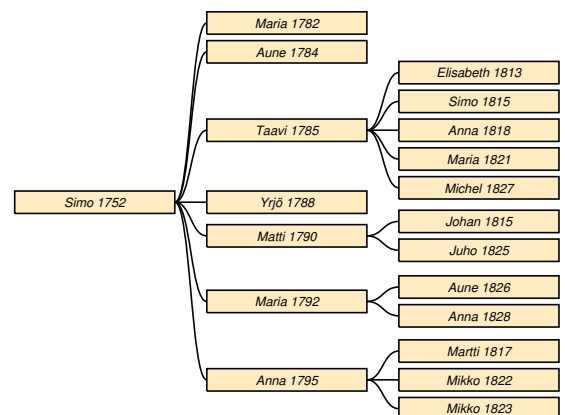 Maria 1782
Aune 1784
Elisabeth 1813
Simo 1815
Taavi 1785
Anna 1818
Maria 1821
Michel 1827
Simo 1752
Yrjö 1788
Johan 1815
Matti 1790
Juho 1825
Aune 1826
Maria 1792
Anna 1828
Martti 1817
Anna 1795
Mikko 1822
Mikko 1823